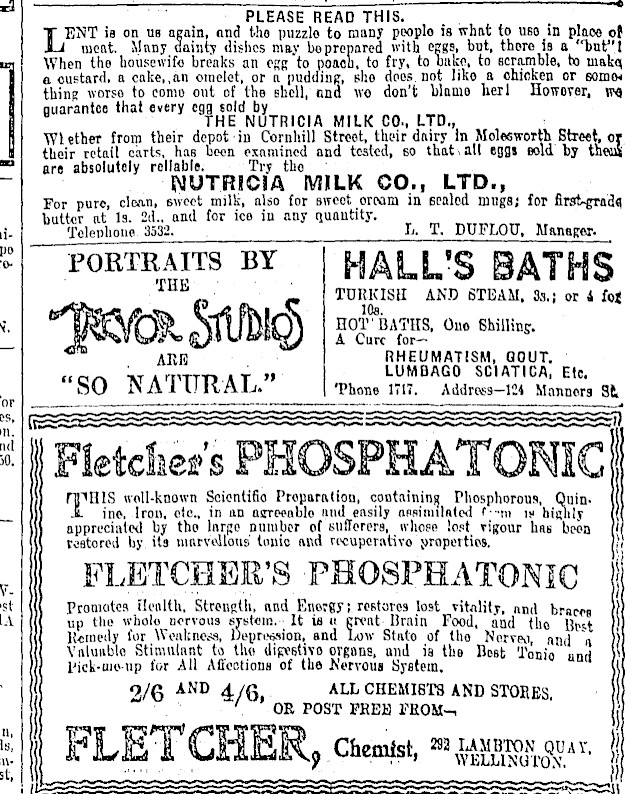 PLEASE READ THIS.
LENT is on us again, and the puzzle to many people is what to use in place of
meat. Many dainty dishes may be prepared with eggs, but, there is a "but"!
When the housewife breaks an egg to poach, to fry, to bake, to scramble, to make
a custard, a cake, an omelet, or a pudding, she does not like a chicken or some-
thing worse to come out of the shell, and we don't blame her! However, we
guarantee that every egg sold by
THE NUTRICIA MILK CO., LTD.,
Whether from their depot in Cornhill Street, their dairy in Molesworth Street, or
their retail carts, has been examined and tested, so that all eggs sold by them
are absolutely reliable. Try the
NUTRICIA MILK CO., LTD.,
For pure, clean, sweet milk, also for sweet cream in sealed mugs; for first-grade
butter at 1s. 2d., and for ice in any quantity.
Telephone 3532. L. T. DUFLOU, Manager.
PORTRAITS BY
THE
TREVOR STUDIOS
ARE
"SO NATURAL."
HALL'S BATHS
TURKISH AND STEAM, 3s.; or 4 for
10s.
HOT BATHS, One Shilling.
A Cure for—
RHEUMATISM, GOUT.
LUMBAGO SCIATICA, Etc.
'Phone 1717. Address—124 Manners St.
Fletcher's PHOSPHATONIC
THIS well-known Scientific Preparation, containing Phosphorous, Quin-
ine, Iron, etc., in an agreeable and easily assimilated form is highly
appreciated by the large number of sufferers, whose lost vigour has been
restored by its marvellous tonic and recuperative properties.
FLETCHER'S PHOSPHATONIC
Promotes Health, Strength, and Energy; restores lost vitality, and braces
up the whole nervous system. It is a great Brain Food, and the Best
Remedy for Weakness, Depression, and Low State of the Nerves, and a
Valuable Stimulant to the digestive organs, and is the Best Tonic and
Pick-me-up for All Affections of the Nervous System.
2/6 AND 4/6, ALL CHEMISTS AND STORES,
OR POST FREE FROM—
FLETCHER, Chemist, 292 LAMBTON QUAY,
WELLINGTON.